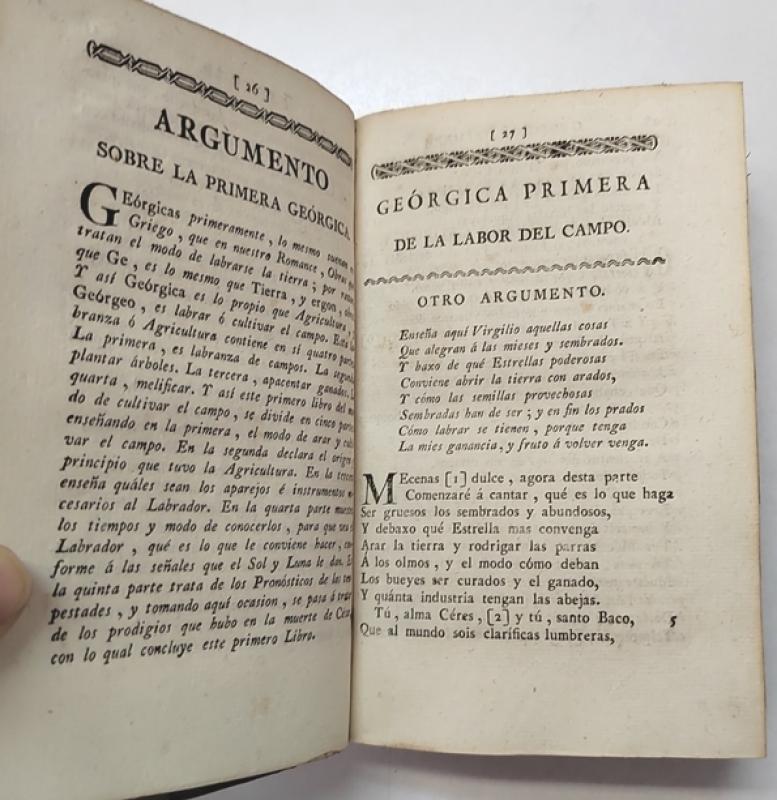 [ 26 ]
ARGUMENTO
SOBRE LA PRIMERA GEÓRGICA.
GEórgicas primeramente, lo mismo suenan
Griego, que en nuestro Romance, Obras que
tratan el modo de labrarse la tierra; por
que Ge, es lo mismo que Tierra, y ergon,
Y así Geórgica es lo propio que Agricultura, y
Geórgeo, es labrar ó cultivar el campo. Esta
branza ó Agricultura contiene en sí quatro partes.
La primera, es labranza de campos. La segunda
plantar árboles. La tercera, apacentar ganados. La
quarta, melificar. Y así este primero libro del
do de cultivar el campo, se divide en cinco partes
enseñando en la primera, el modo de arar y
var el campo. En la segunda declara el origen
principio que tuvo la Agricultura. En la tercera
enseña quáles sean los aparejos é instrumentos
cesarios al Labrador. En la quarta parte muestra
los tiempos y modo de conocerlos, para que
Labrador, qué es lo que le conviene hacer,
forme á las señales que el Sol y Luna le dan. E
la quinta parte trata de los Pronósticos de las
pestades, y tomando aquí ocasion, se pasa á
de los prodigios que hubo en la muerte de Cesar
con lo qual concluye este primero Libro.
[ 27 ]
GEÓRGICA PRIMERA
DE LA LABOR DEL CAMPO.
OTRO ARGUMENTO.
Enseña aquí Virgilio aquellas cosas
Que alegran á las mieses y sembrados.
Y baxo de qué Estrellas poderosas
Conviene abrir la tierra con arados,
Y cómo las semillas provechosas
Sembradas han de ser; y en fin los prados
Cómo labrar se tienen, porque tenga
La mies ganancia, y fruto á volver venga.
MEcenas [1] dulce, agora desta parte
Comenzaré á cantar, qué es lo que haga
Ser gruesos los sembrados y abundosos,
Y debaxo qué Estrella mas convenga
Arar la tierra y rodrigar las parras
Á los olmos, y el modo cómo deban
Los bueyes ser curados y el ganado,
Y quánta industria tengan las abejas.
Tú, alma Céres, [2] y tú, santo Baco, 5
Que al mundo sois clarificas lumbreras,